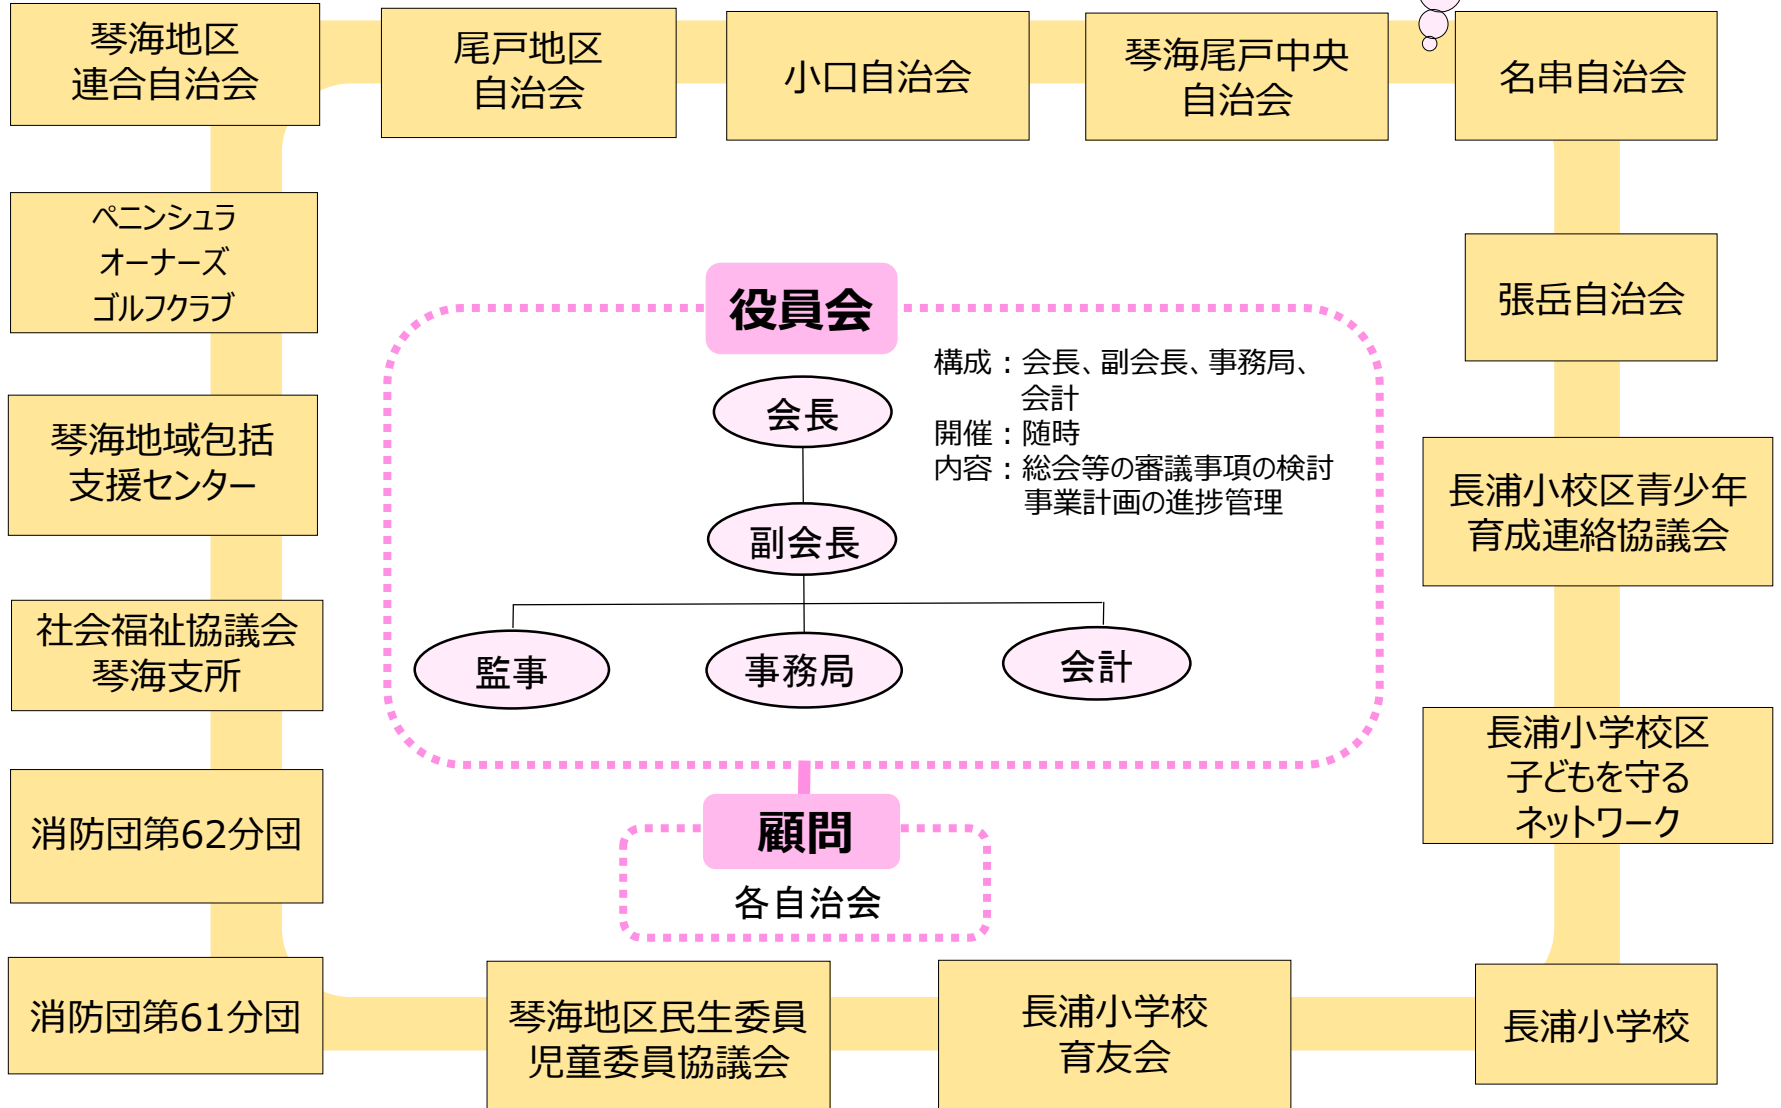 琴海地区
連合自治会
尾戸地区
自治会
小口自治会
琴海尾戸中央
自治会
名串自治会
ペニンシュラ
オーナーズ
ゴルフクラブ
張岳自治会
役員会
構成：会長、副会長、事務局、
会計
開催：随時
内容：総会等の審議事項の検討
事業計画の進捗管理
会長
副会長
監事
事務局
会計
琴海地域包括
支援センター
長浦小校区青少年
育成連絡協議会
社会福祉協議会
琴海支所
長浦小学校区
子どもを守る
ネットワーク
消防団第62分団
顧問
各自治会
消防団第61分団
琴海地区民生委員
児童委員協議会
長浦小学校
育友会
長浦小学校